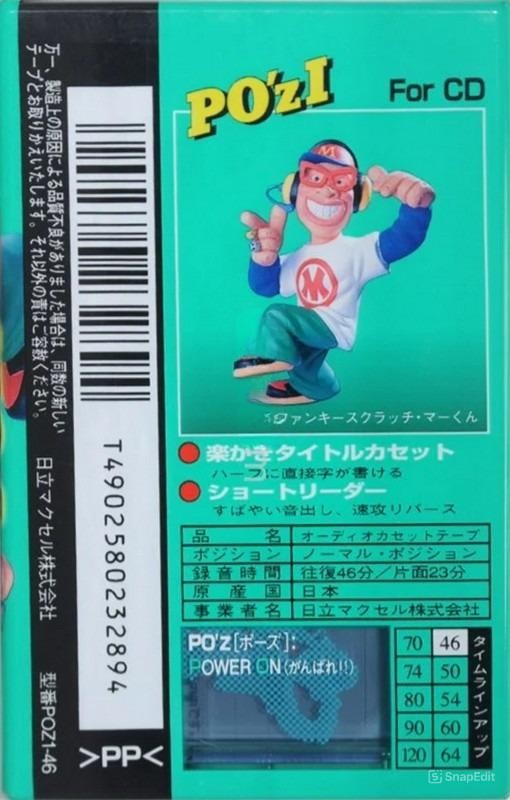 万一、製造上の原因による品質不良がありました場合は、同数の新しい
テープとお取りかえいたします。それ以外の責はご容赦ください。
日立マクセル株式会社
型番POZ1-46
T4902580232894
>PP<
PO'zI
For CD
M
M
ファンキースクラッチ・マーくん
楽かきタイトルカセット
ハーフに直接字が書ける
ショートリーダー
すばやい音出し、速攻リバース
品名 オーディオカセットテープ
ポジション ノーマル・ポジション
録音時間 往復46分／片面23分
原産国 日本
事業者名 日立マクセル株式会社
PO'z[ポーズ]:
POWER ON(がんばれ!!)
70 46
74 50
80 54
90 60
120 64
タイムラインアップ
SnapEdit